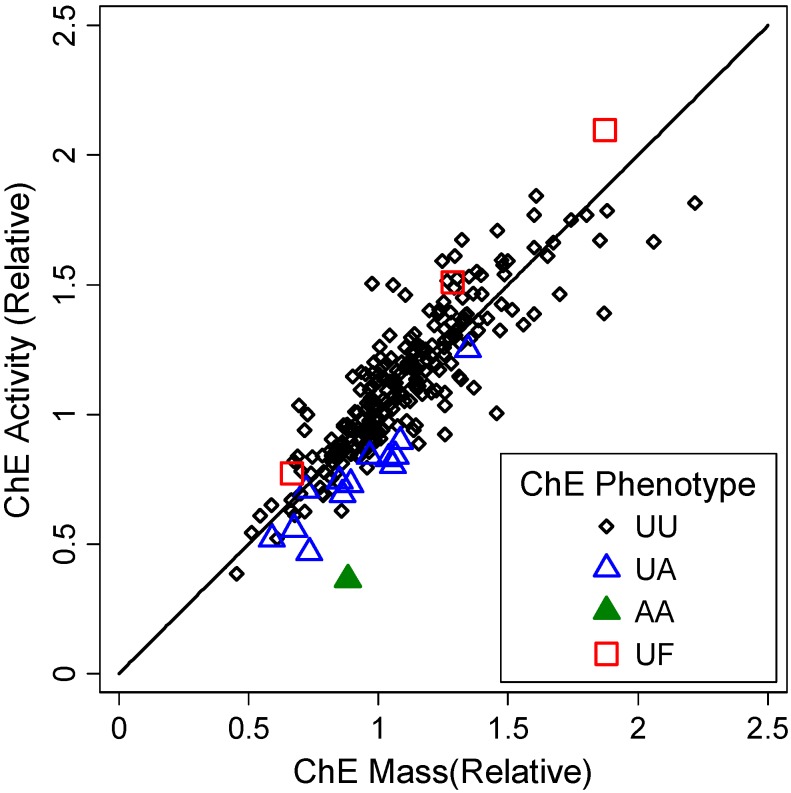 2.5
2
1.5
1
0.5
0
ChE Activity (Relative)
ChE Phenotype
UU
UA
AA
UF
0 0.5 1 1.5 2 2.5
ChE Mass(Relative)